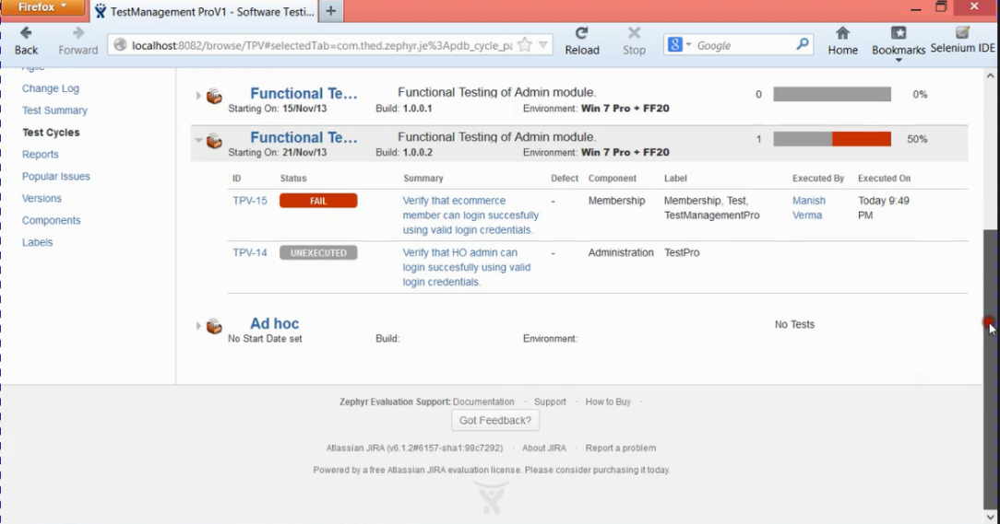 Firefox
TestManagement ProV1 - Software Testi...
Back
Forward
localhost:8082/browse/TPV#selectedTab=com.thed.zephyr.je%3Apdb_cycle_pa
Google
Reload
Stop
Home
Bookmarks
Selenium IDE
Agile
Change Log
Test Summary
Test Cycles
Reports
Popular Issues
Versions
Components
Labels
Functional Te... Functional Testing of Admin module. 0 0%
Starting On: 15/Nov/13 Build: 1.0.0.1 Environment: Win 7 Pro + FF20
Functional Te... Functional Testing of Admin module. 1 50%
Starting On: 21/Nov/13 Build: 1.0.0.2 Environment: Win 7 Pro + FF20
ID Status Summary Defect Component Label Executed By Executed On
TPV-15 FAIL Verify that ecommerce - Membership Membership, Test, Manish Today 9:49
member can login succesfully TestManagementPro Verma PM
using valid login credentials.
TPV-14 UNEXECUTED Verify that HO admin can - Administration TestPro
login succesfully using valid
login credentials.
Ad hoc No Tests
No Start Date set Build: Environment:
Zephyr Evaluation Support: Documentation · Support · How to Buy ·
Got Feedback?
Atlassian JIRA (v6.1.2#6157-sha1:98c7292) · About JIRA · Report a problem
Powered by a free Atlassian JIRA evaluation license. Please consider purchasing it today.